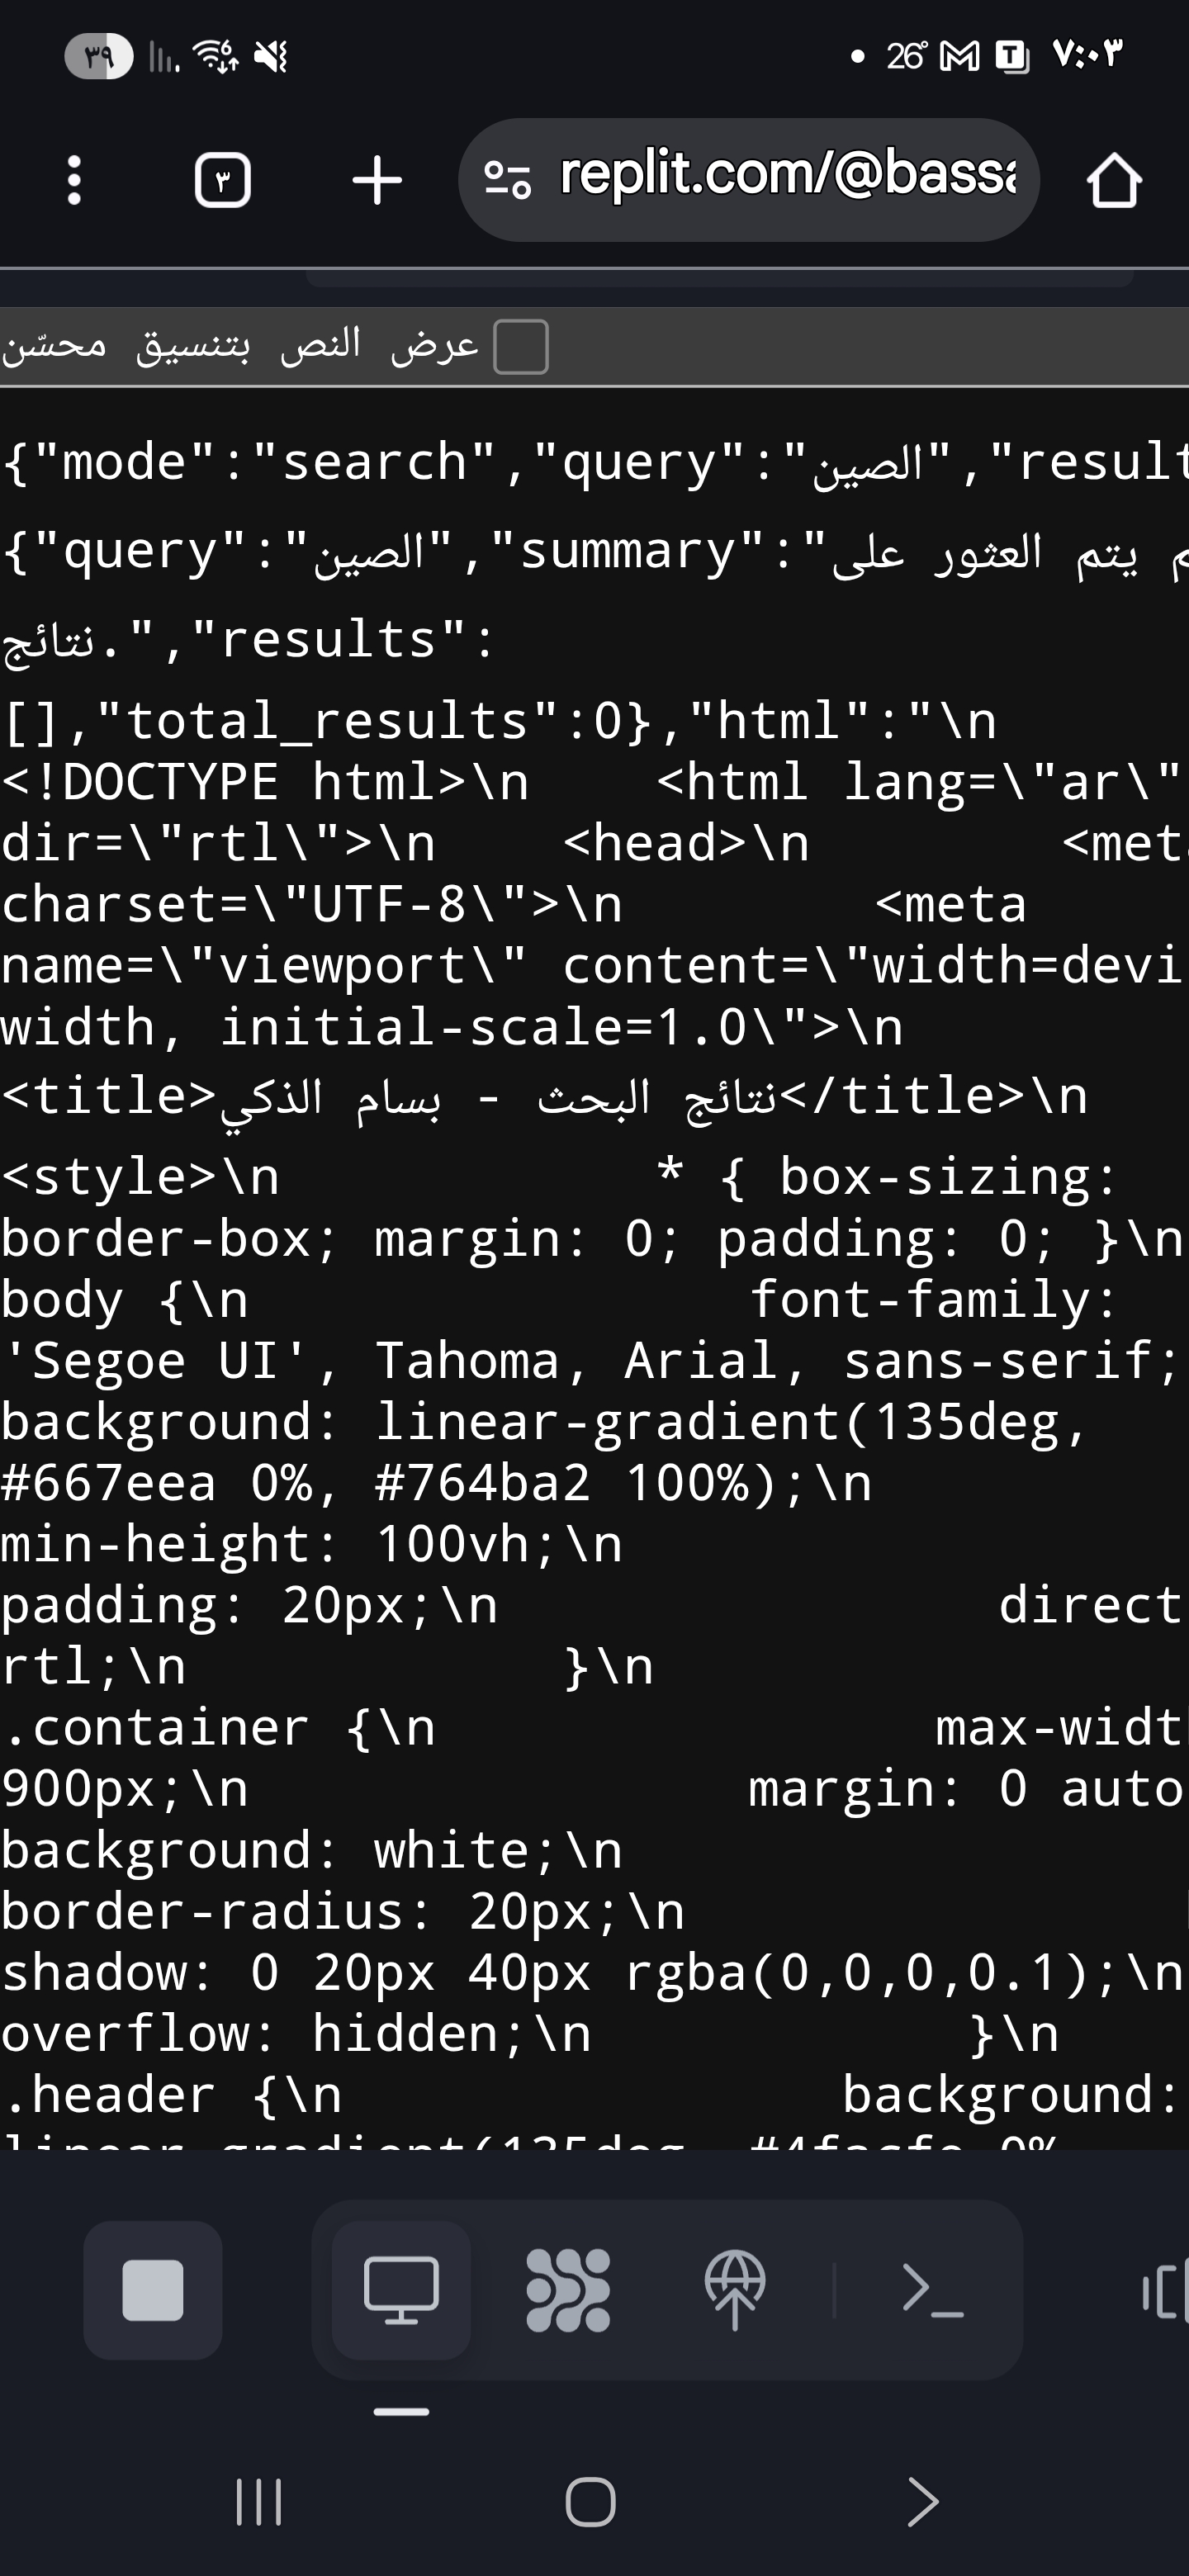 ٣٩
26°
T
٧:٠٣
٣
replit.com/@bass
عرض النص بتنسيق محسّن
{"mode":"search","query":"الصين","result
{"query":"الصين","summary":"م يتم العثور على
نتائج.","results":
[],"total_results":0},"html":"\n
<!DOCTYPE html>\n    <html lang=\"ar\"
dir=\"rtl\">\n    <head>\n        <meta
charset=\"UTF-8\">\n        <meta
name=\"viewport\" content=\"width=devi
width, initial-scale=1.0\">\n
<title>نتائج البحث - بسام الذكي</title>\n
<style>\n            * { box-sizing:
border-box; margin: 0; padding: 0; }\n
body {\n                font-family:
'Segoe UI', Tahoma, Arial, sans-serif;
background: linear-gradient(135deg,
#667eea 0%, #764ba2 100%);\n
min-height: 100vh;\n
padding: 20px;\n                direct
rtl;\n            }\n
.container {\n                max-width
900px;\n                margin: 0 auto
background: white;\n
border-radius: 20px;\n
shadow: 0 20px 40px rgba(0,0,0,0.1);\n
overflow: hidden;\n            }\n
.header {\n                background:
linear-gradient(135deg, #4facfe 0%